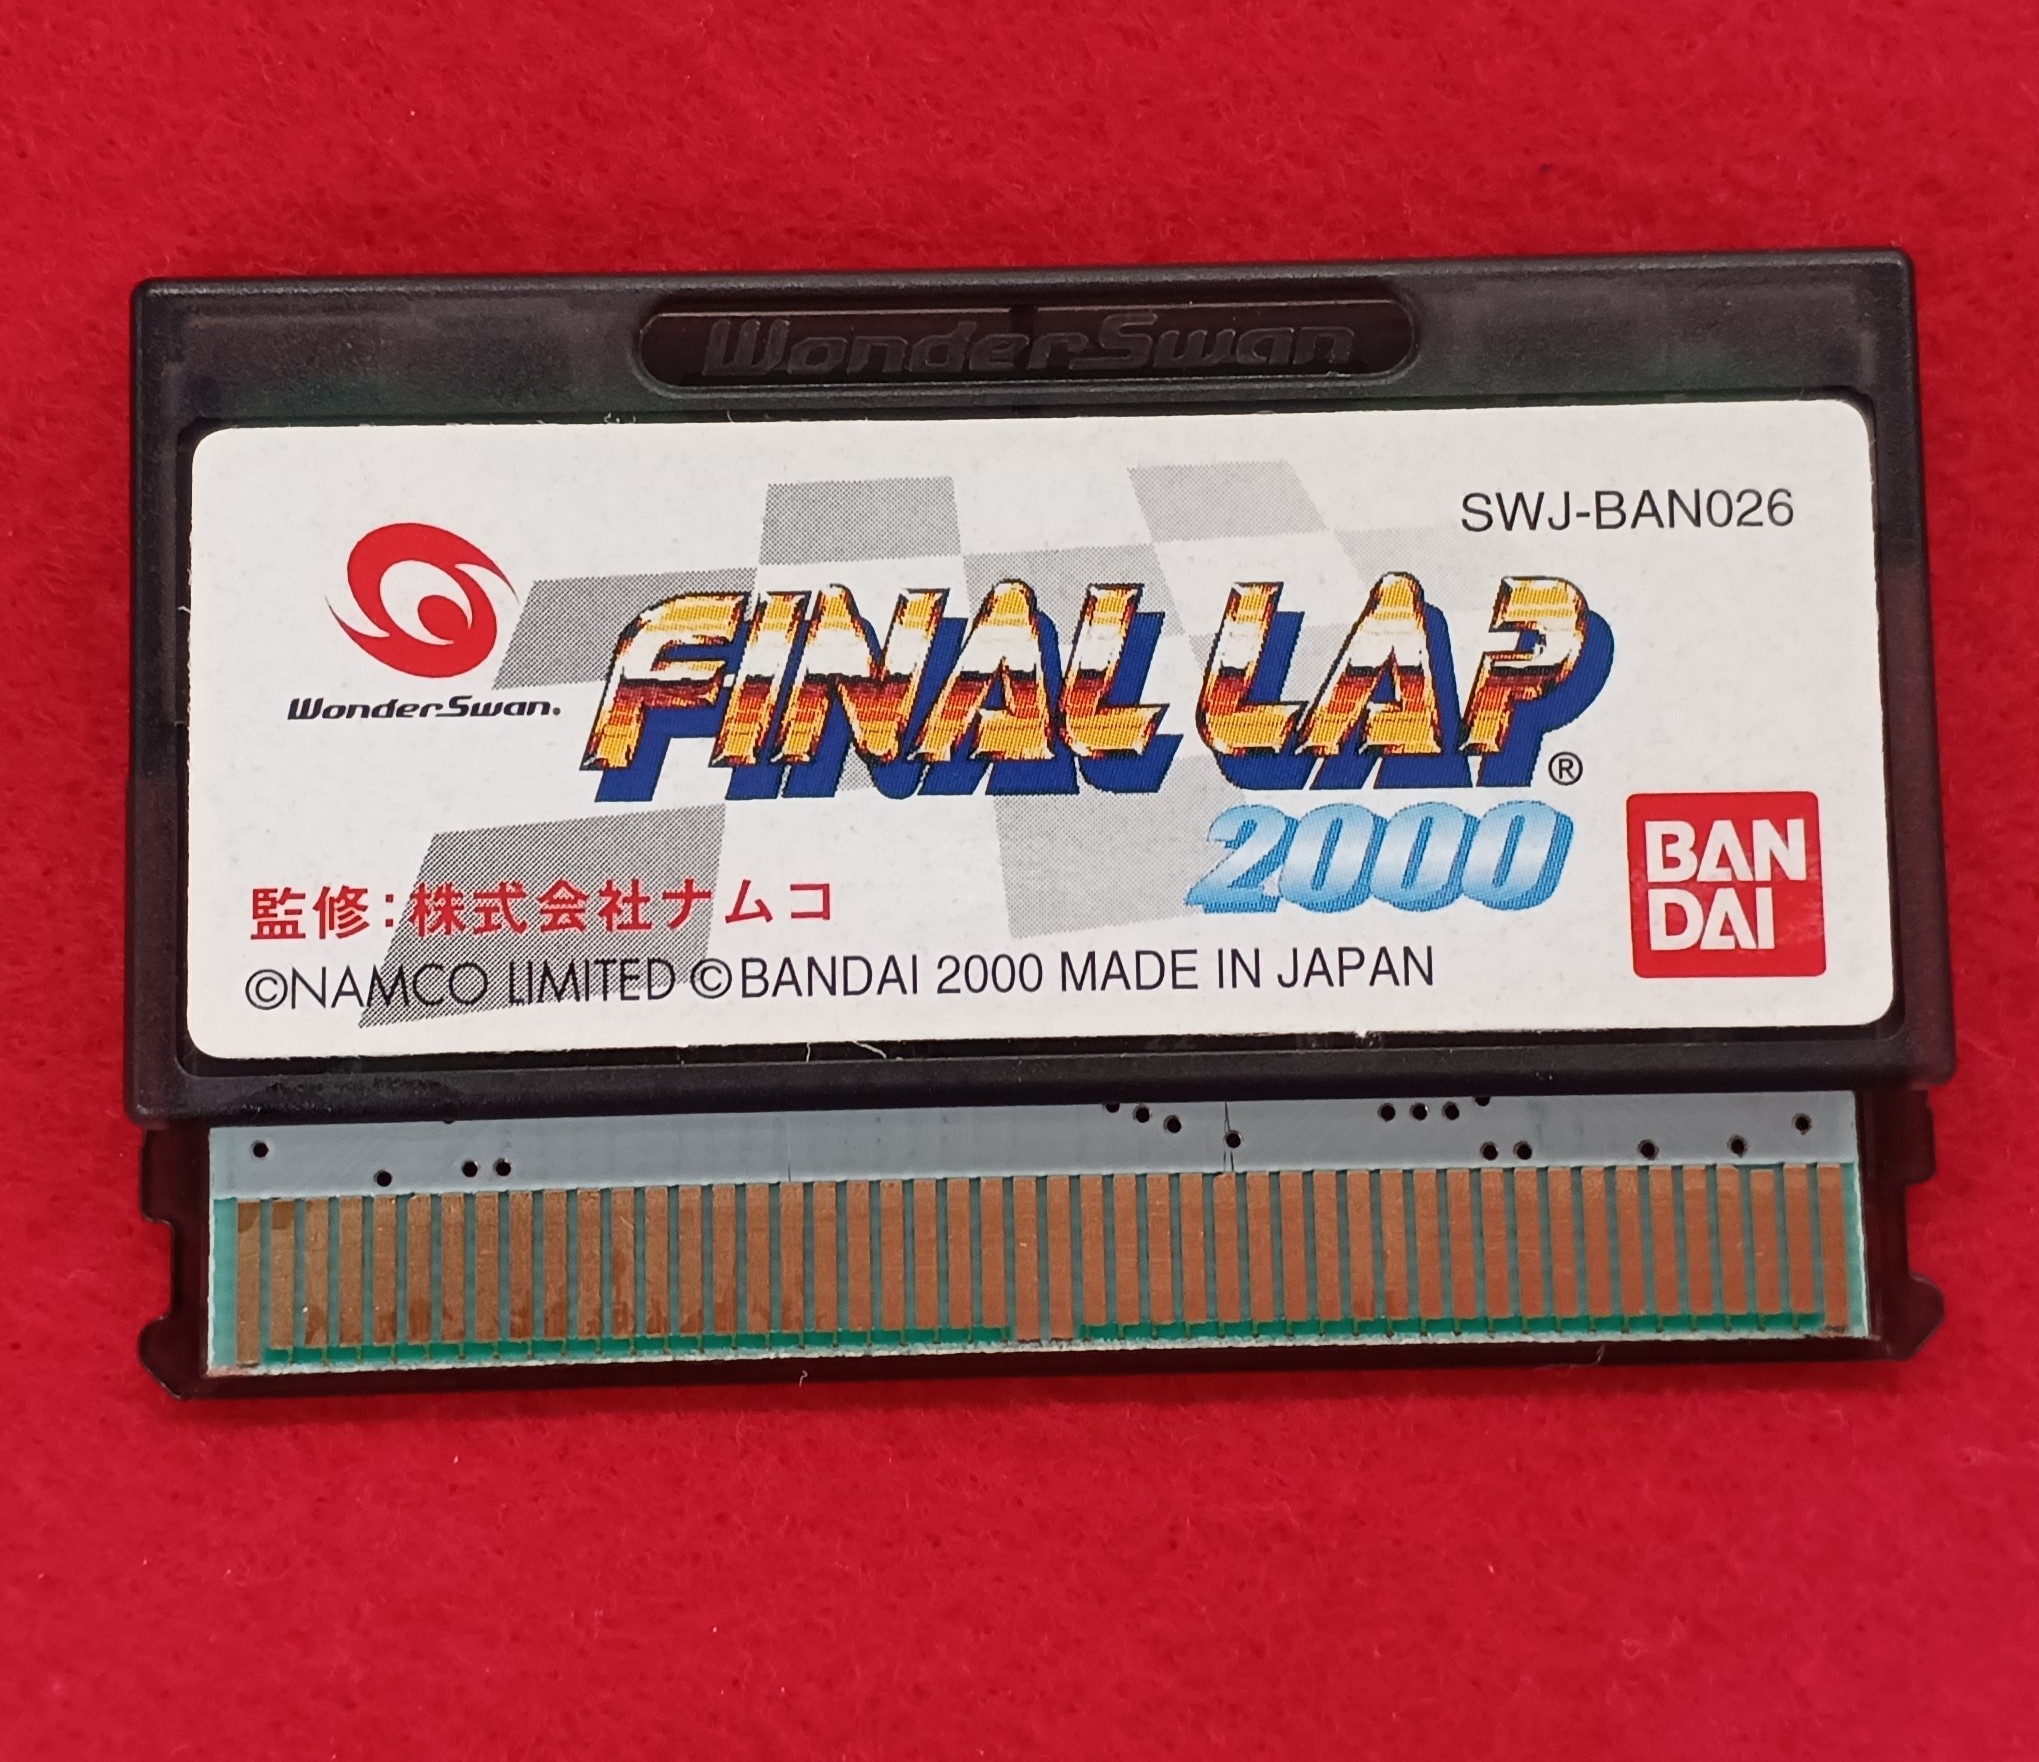 WonderSwan
SWJ-BAN026
WonderSwan.
FINAL LAP®
2000
BAN
DAI
監修:株式会社ナムコ
©NAMCO LIMITED ©BANDAI 2000 MADE IN JAPAN